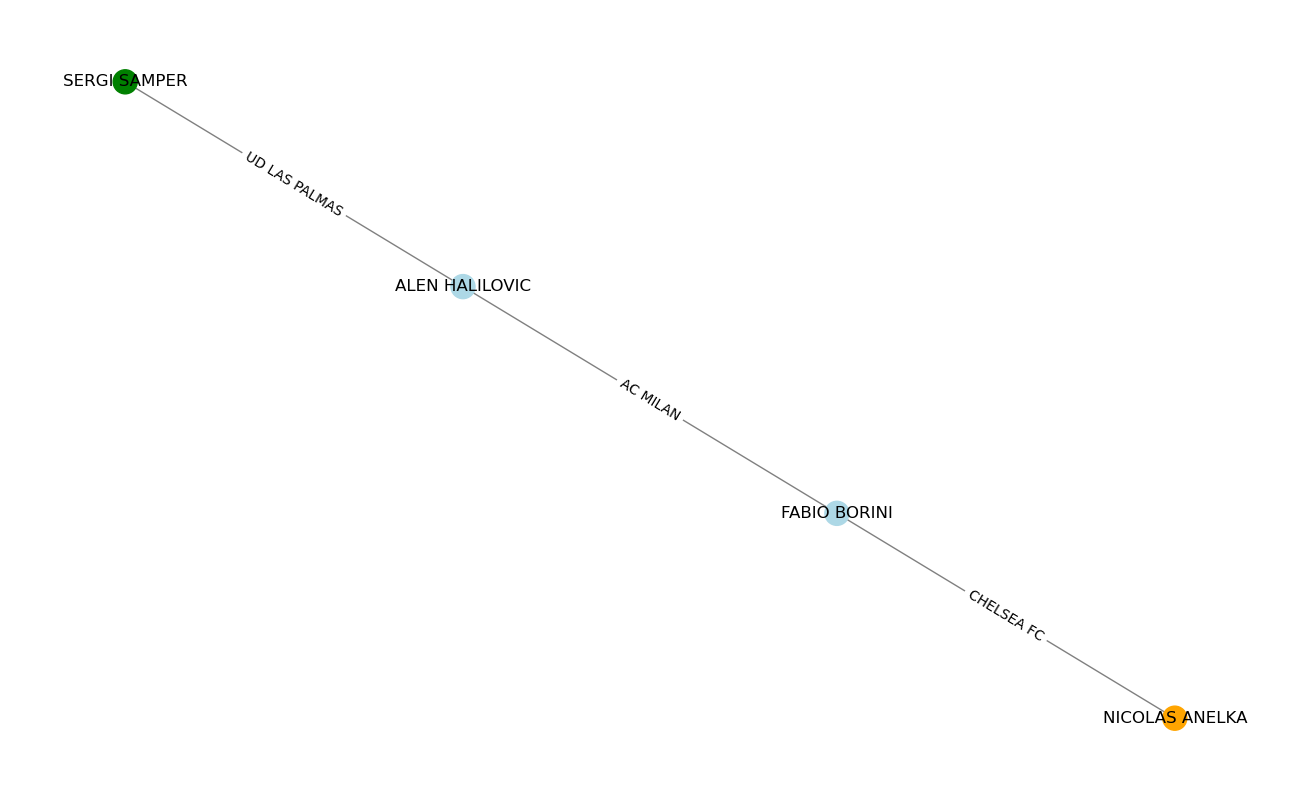 SERGI SAMPER
UD LAS PALMAS
ALEN HALILOVIC
AC MILAN
FABIO BORINI
CHELSEA FC
NICOLAS ANELKA